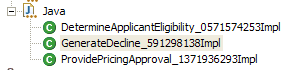 Java
DetermineApplicantEligibility_0571574253Impl
GenerateDecline_591298138Impl
ProvidePricingApproval_1371936293Impl